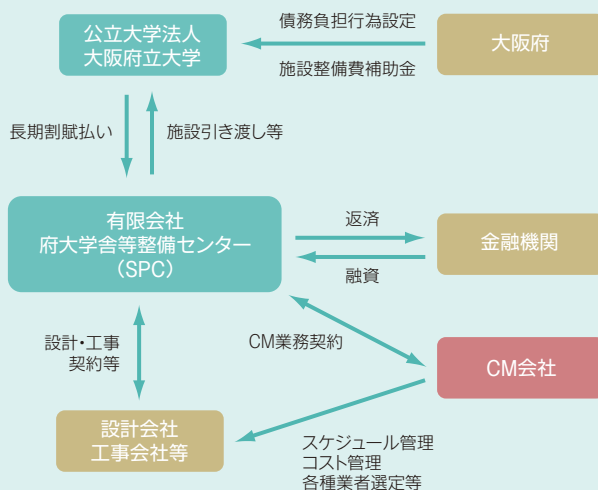 公立大学法人
大阪府立大学
債務負担行為設定
施設整備費補助金
大阪府
長期割賦払い
施設引き渡し等
有限会社
府大学舎等整備センター
（SPC）
返済
融資
金融機関
設計・工事
契約等
CM業務契約
CM会社
設計会社
工事会社等
スケジュール管理
コスト管理
各種業者選定等